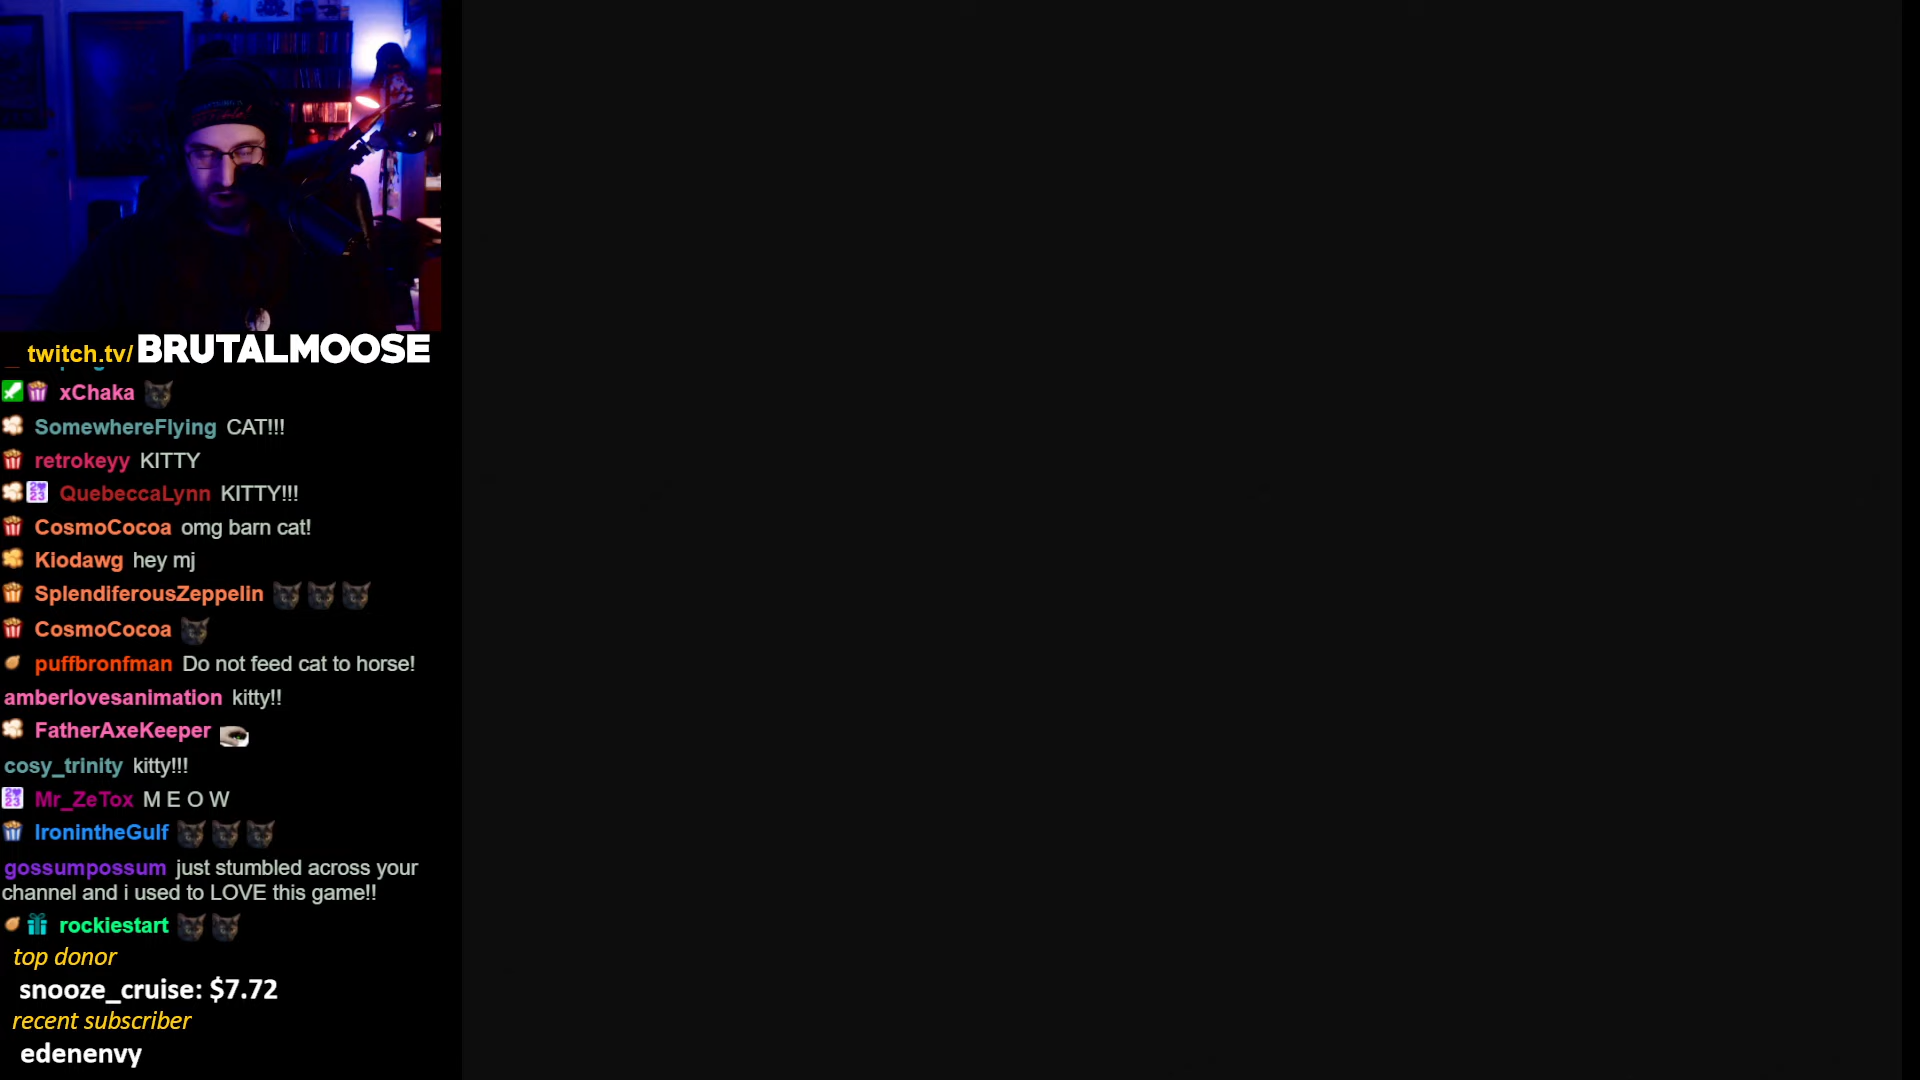 twitch.tv/BRUTALMOOSE
xChaka
SomewhereFlying CAT!!!
retrokeyy KITTY
QuebeccaLynn KITTY!!!
CosmoCocoa omg barn cat!
Kiodawg hey mj
SplendiferousZeppelin
CosmoCocoa
puffbronfman Do not feed cat to horse!
amberlovesanimation kitty!!
FatherAxeKeeper
cosy_trinity kitty!!!
Mr_ZeTox M E O W
IronintheGulf
gossumpossum just stumbled across your
channel and i used to LOVE this game!!
rockiestart
top donor
snooze_cruise: $7.72
recent subscriber
edenenvy